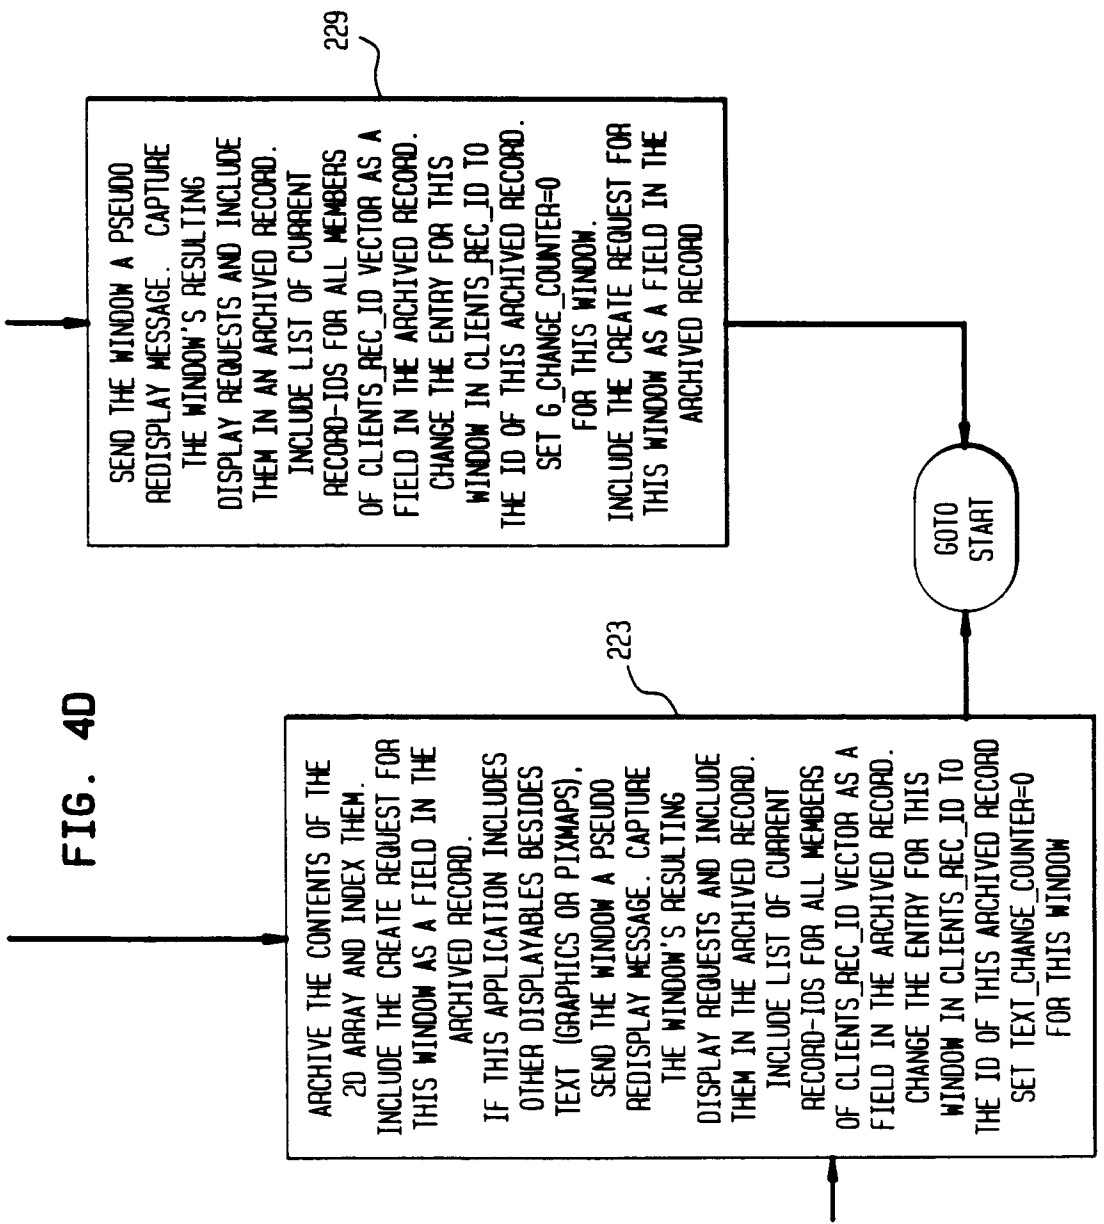 FIG. 4D
ARCHIVE THE CONTENTS OF THE
2D ARRAY AND INDEX THEM.
INCLUDE THE CREATE REQUEST FOR
THIS WINDOW AS A FIELD IN THE
ARCHIVED RECORD.
IF THIS APPLICATION INCLUDES
OTHER DISPLAYABLES BESIDES
TEXT (GRAPHICS OR PIXMAPS),
SEND THE WINDOW A PSEUDO
REDISPLAY MESSAGE. CAPTURE
THE WINDOW'S RESULTING
DISPLAY REQUESTS AND INCLUDE
THEM IN THE ARCHIVED RECORD.
INCLUDE LIST OF CURRENT
RECORD-IDS FOR ALL MEMBERS
OF CLIENTS_REC_ID VECTOR AS A
FIELD IN THE ARCHIVED RECORD.
CHANGE THE ENTRY FOR THIS
WINDOW IN CLIENTS_REC_ID TO
THE ID OF THIS ARCHIVED RECORD
SET TEXT_CHANGE_COUNTER=0
FOR THIS WINDOW
223
SEND THE WINDOW A PSEUDO
REDISPLAY MESSAGE. CAPTURE
THE WINDOW'S RESULTING
DISPLAY REQUESTS AND INCLUDE
THEM IN AN ARCHIVED RECORD.
INCLUDE LIST OF CURRENT
RECORD-IDS FOR ALL MEMBERS
OF CLIENTS_REC_ID VECTOR AS A
FIELD IN THE ARCHIVED RECORD.
CHANGE THE ENTRY FOR THIS
WINDOW IN CLIENTS_REC_ID TO
THE ID OF THIS ARCHIVED RECORD.
SET G_CHANGE_COUNTER=0
FOR THIS WINDOW.
INCLUDE THE CREATE REQUEST FOR
THIS WINDOW AS A FIELD IN THE
ARCHIVED RECORD
229
GOTO
START